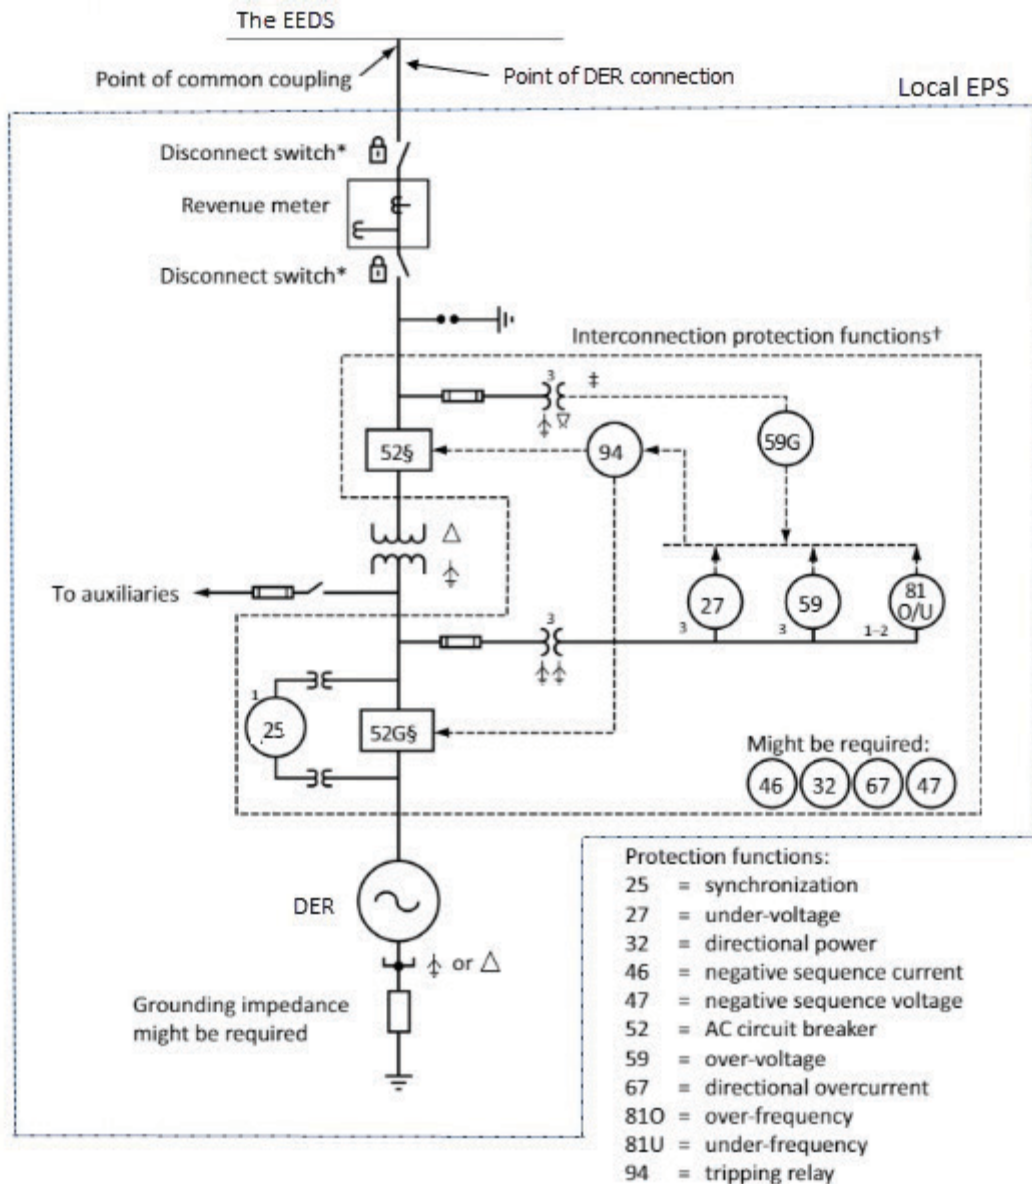 The EEDS
Point of common coupling
Point of DER connection
Local EPS
Disconnect switch*
Revenue meter
Disconnect switch*
Interconnection protection functions†
3
‡
52§
94
59G
Δ
To auxiliaries
27
59
81
O/U
3
3
1–2
3
1
25
52G§
Might be required:
46 32 67 47
DER
or Δ
Grounding impedance
might be required
Protection functions:
25 = synchronization
27 = under-voltage
32 = directional power
46 = negative sequence current
47 = negative sequence voltage
52 = AC circuit breaker
59 = over-voltage
67 = directional overcurrent
81O = over-frequency
81U = under-frequency
94 = tripping relay